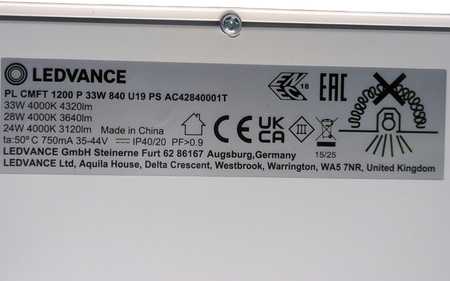 LEDVANCE
PL CMFT 1200 P 33W 840 U19 PS AC42840001T
33W 4000K 4320lm
28W 4000K 3640lm
24W 4000K 3120lm
Made in China
ta:50°C 750mA 35-44V⎓ IP40/20 PF>0.9
CE
UK
CA
III
15/25
18
EAC
LEDVANCE GmbH Steinerne Furt 62 86167 Augsburg,Germany
LEDVANCE Ltd, Aquila House, Delta Crescent, Westbrook, Warrington, WA5 7NR, United Kingdom